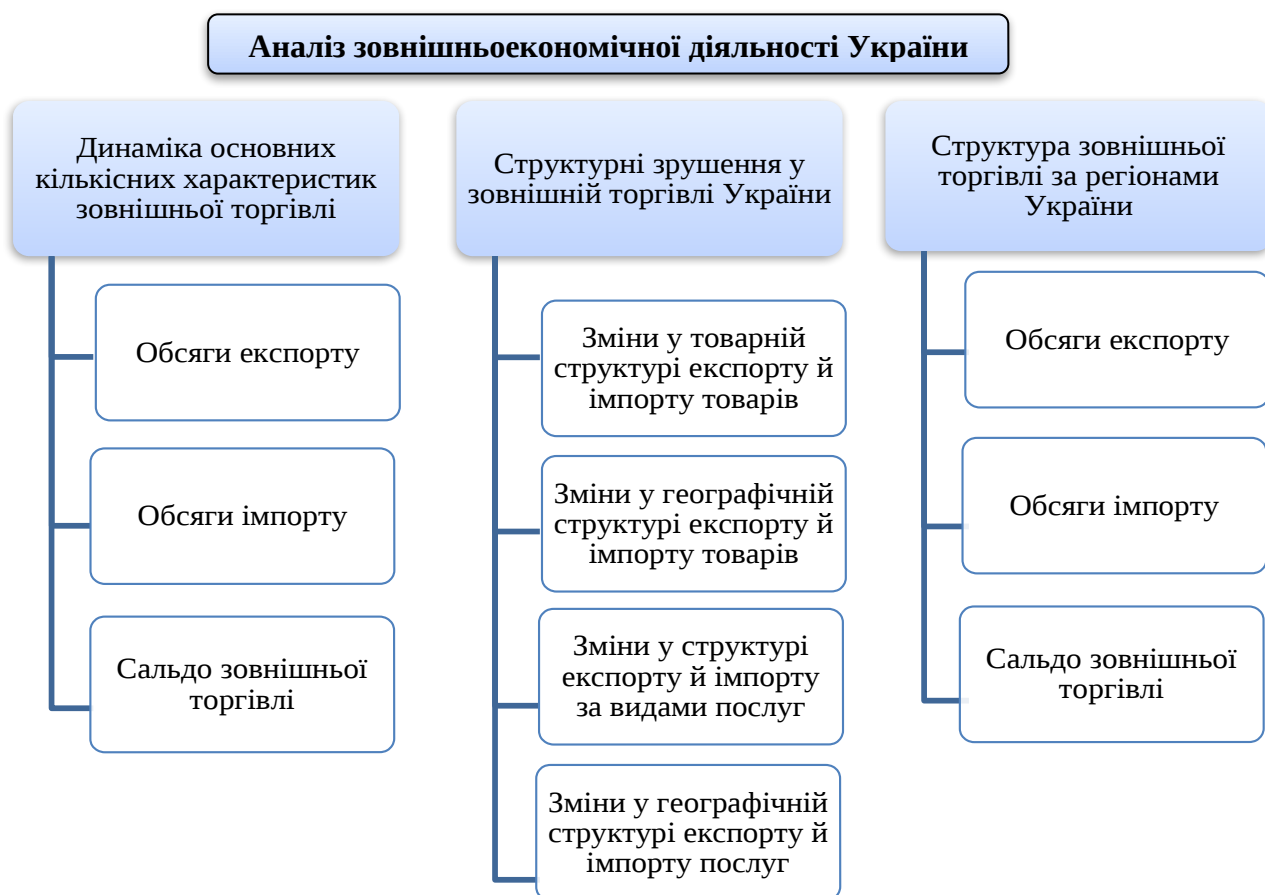 Аналіз зовнішньоекономічної діяльності України
Динаміка основних
кількісних характеристик
зовнішньої торгівлі
Обсяги експорту
Обсяги імпорту
Сальдо зовнішньої
торгівлі
Структурні зрушення у
зовнішній торгівлі України
Зміни у товарній
структурі експорту й
імпорту товарів
Зміни у географічній
структурі експорту й
імпорту товарів
Зміни у структурі
експорту й імпорту
за видами послуг
Зміни у географічній
структурі експорту й
імпорту послуг
Структура зовнішньої
торгівлі за регіонами
України
Обсяги експорту
Обсяги імпорту
Сальдо зовнішньої
торгівлі